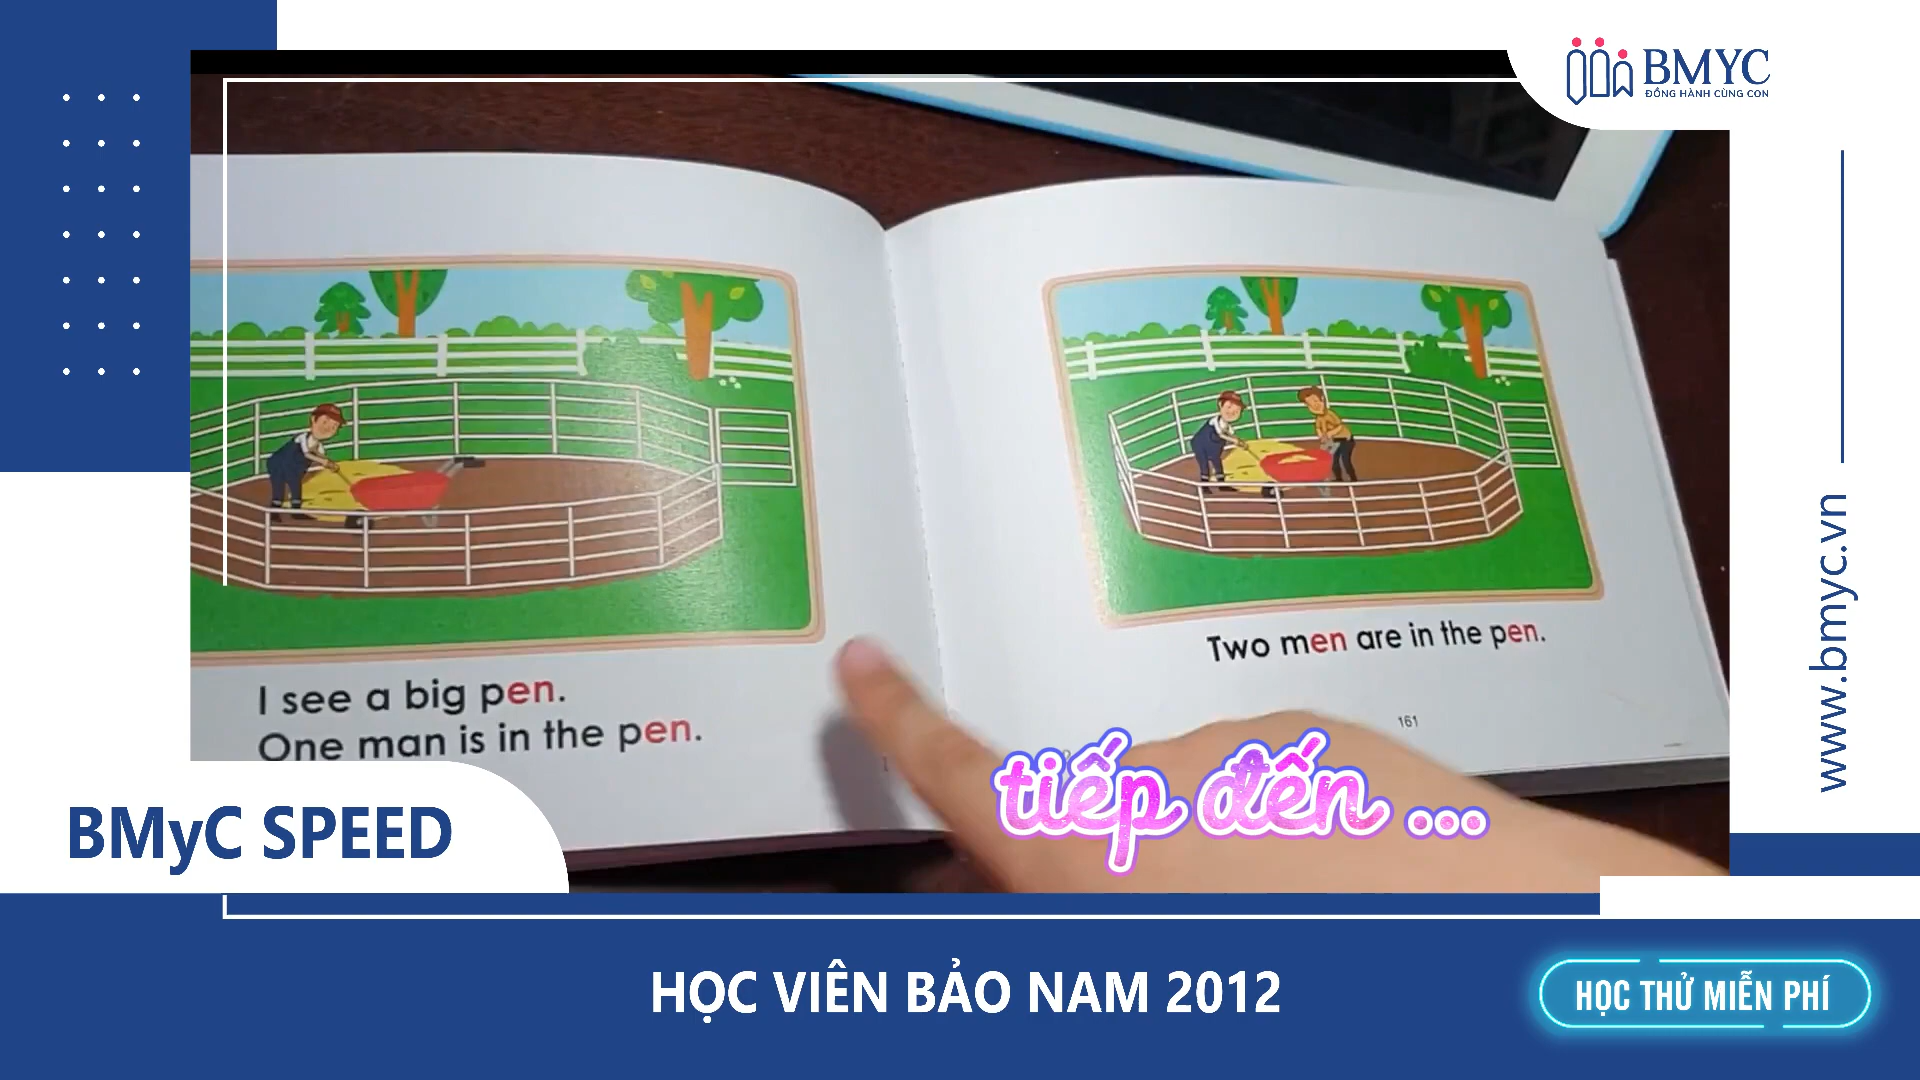 BMYC
ĐỒNG HÀNH CÙNG CON
www.bmyc.vn
I see a big pen.
One man is in the pen.
Two men are in the pen.
161
tiếp đến ...
BMyC SPEED
HỌC VIÊN BẢO NAM 2012
HỌC THỬ MIỄN PHÍ